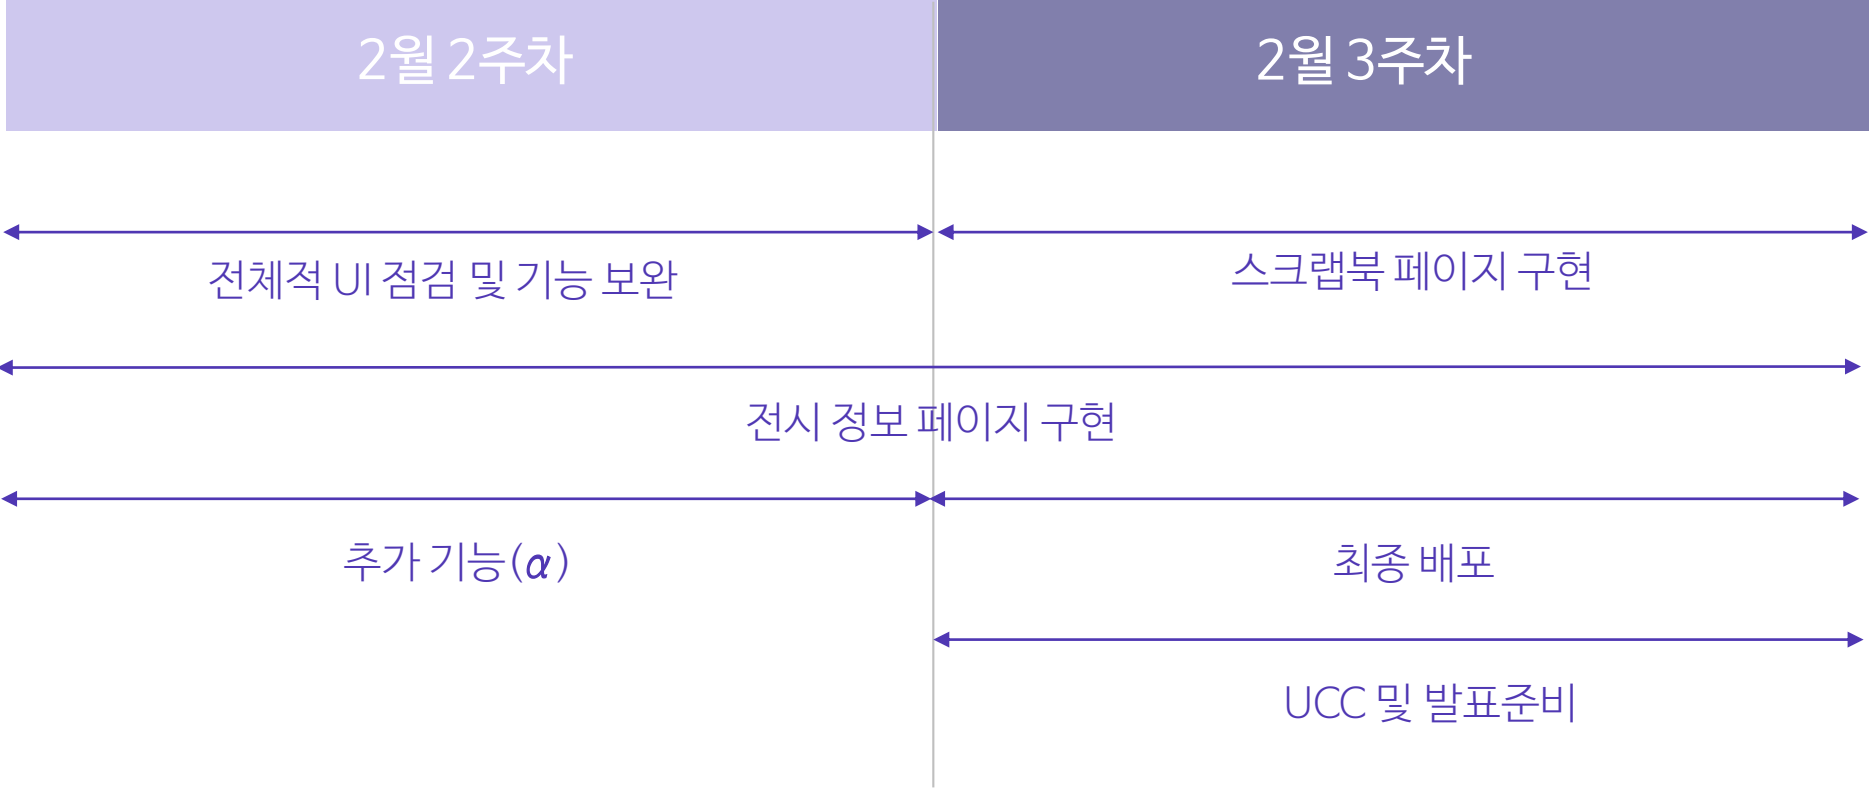 2월 2주차
2월 3주차
전체적 UI 점검 및 기능 보완
스크랩북 페이지 구현
전시 정보 페이지 구현
추가 기능(α)
최종 배포
UCC 및 발표준비